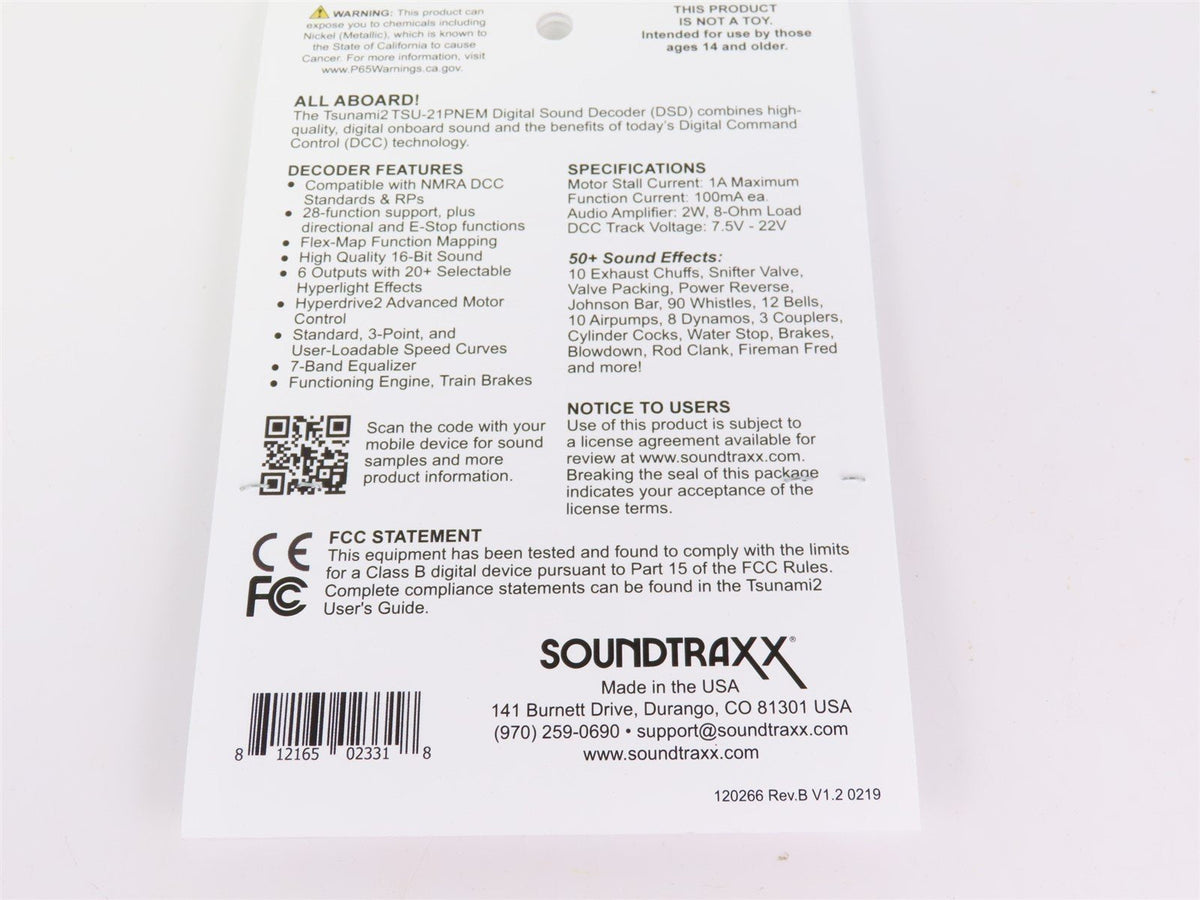 WARNING: This product can
expose you to chemicals including
Nickel (Metallic), which is known to
the State of California to cause
Cancer. For more information, visit
www.P65Warnings.ca.gov.
THIS PRODUCT
IS NOT A TOY.
Intended for use by those
ages 14 and older.
ALL ABOARD!
The Tsunami2 TSU-21PNEM Digital Sound Decoder (DSD) combines high-
quality, digital onboard sound and the benefits of today's Digital Command
Control (DCC) technology.
DECODER FEATURES
• Compatible with NMRA DCC
Standards & RPs
• 28-function support, plus
directional and E-Stop functions
• Flex-Map Function Mapping
• High Quality 16-Bit Sound
• 6 Outputs with 20+ Selectable
Hyperlight Effects
• Hyperdrive2 Advanced Motor
Control
• Standard, 3-Point, and
User-Loadable Speed Curves
• 7-Band Equalizer
• Functioning Engine, Train Brakes
SPECIFICATIONS
Motor Stall Current: 1A Maximum
Function Current: 100mA ea.
Audio Amplifier: 2W, 8-Ohm Load
DCC Track Voltage: 7.5V - 22V
50+ Sound Effects:
10 Exhaust Chuffs, Snifter Valve,
Valve Packing, Power Reverse,
Johnson Bar, 90 Whistles, 12 Bells,
10 Airpumps, 8 Dynamos, 3 Couplers,
Cylinder Cocks, Water Stop, Brakes,
Blowdown, Rod Clank, Fireman Fred
and more!
Scan the code with your
mobile device for sound
samples and more
product information.
NOTICE TO USERS
Use of this product is subject to
a license agreement available for
review at www.soundtraxx.com.
Breaking the seal of this package
indicates your acceptance of the
license terms.
CE
FC
FCC STATEMENT
This equipment has been tested and found to comply with the limits
for a Class B digital device pursuant to Part 15 of the FCC Rules.
Complete compliance statements can be found in the Tsunami2
User's Guide.
SOUNDTRAXX®
Made in the USA
141 Burnett Drive, Durango, CO 81301 USA
(970) 259-0690 • support@soundtraxx.com
www.soundtraxx.com
8 12165 02331 8
120266 Rev.B V1.2 0219